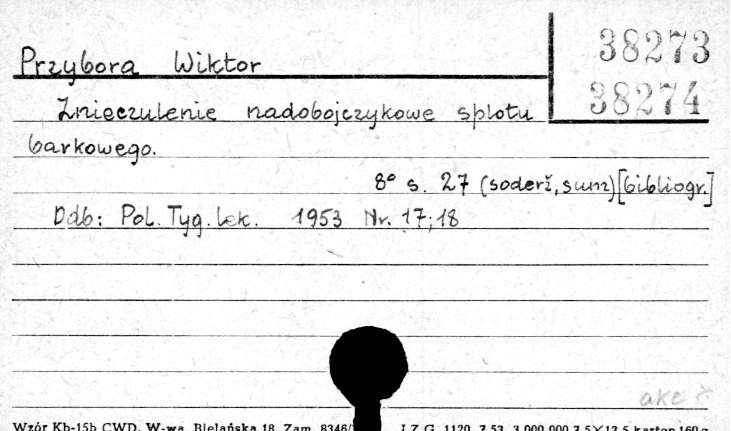 38273
Przybora Wiktor
38274
Znieczulenie nadobojczykowe splotu
barkowego.
8° s. 27 (soderž, sum) [bibliogr.]
Odb: Pol. Tyg. lek. 1953 Nr. 17; 18
akc
Wzór Kb-15b CWD, W-wa, Bielańska 18, Zam. 8346/ J.Z.G. 1120, 7.53, 3.000.000 7,5×12,5 karton 160 g